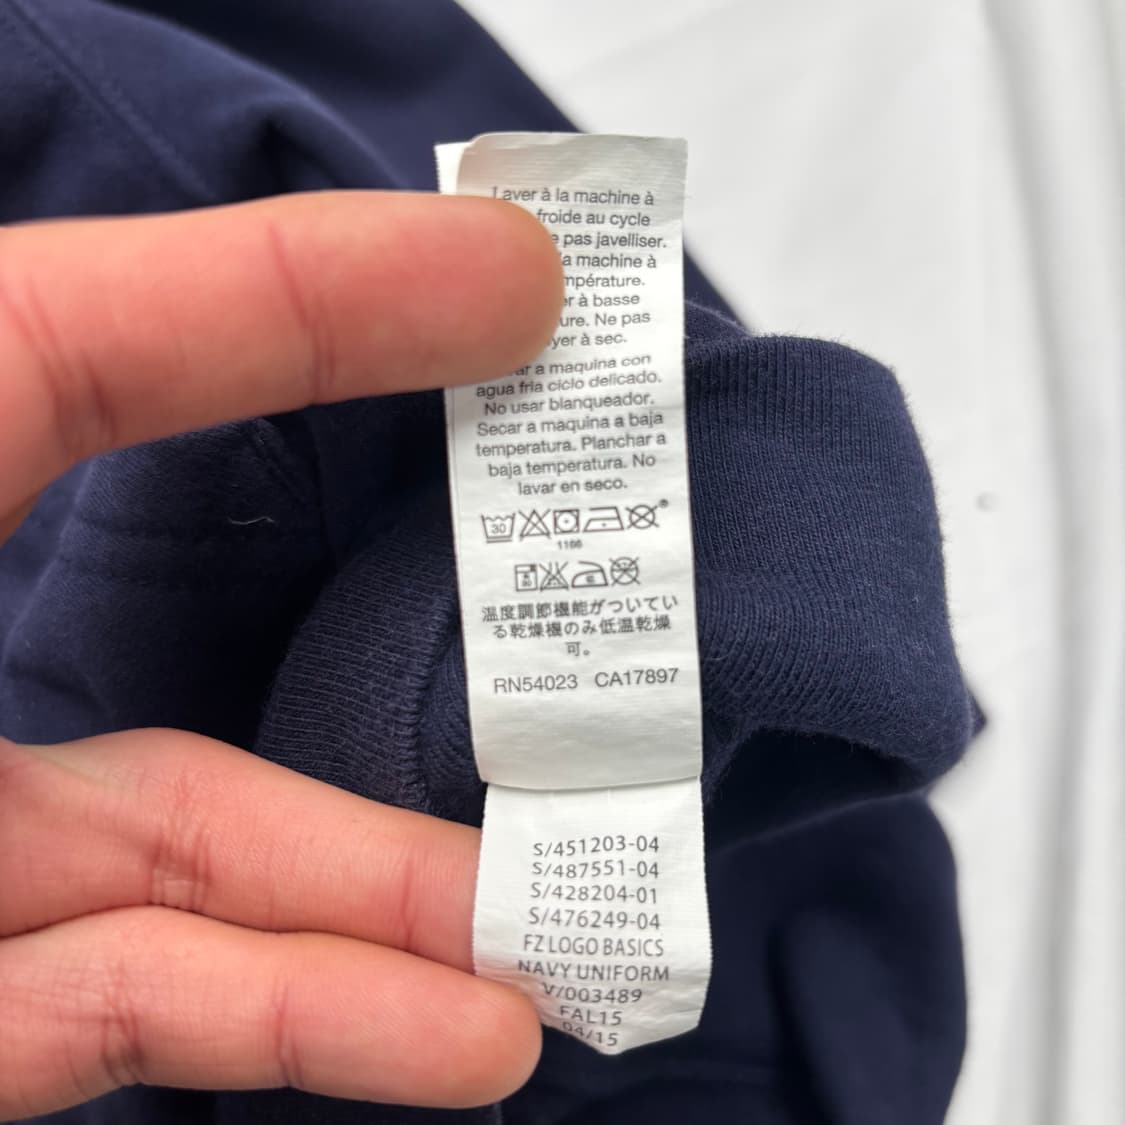 Laver à la machine à
froide au cycle
pas javelliser.
machine à
à basse
Ne pas
à sec.
a maquina con
agua fria ciclo delicado.
No usar blanqueador.
Secar a maquina a baja
temperatura. Planchar a
baja temperatura. No
lavar en seco.
30
1166
温度調節機能がついてい
る乾燥機のみ低温乾燥
可。
RN54023 CA17897
S/451203-04
S/487551-04
S/428204-01
S/476249-04
FZ LOGO BASICS
NAVY UNIFORM
V/003489
FAL15
04/15